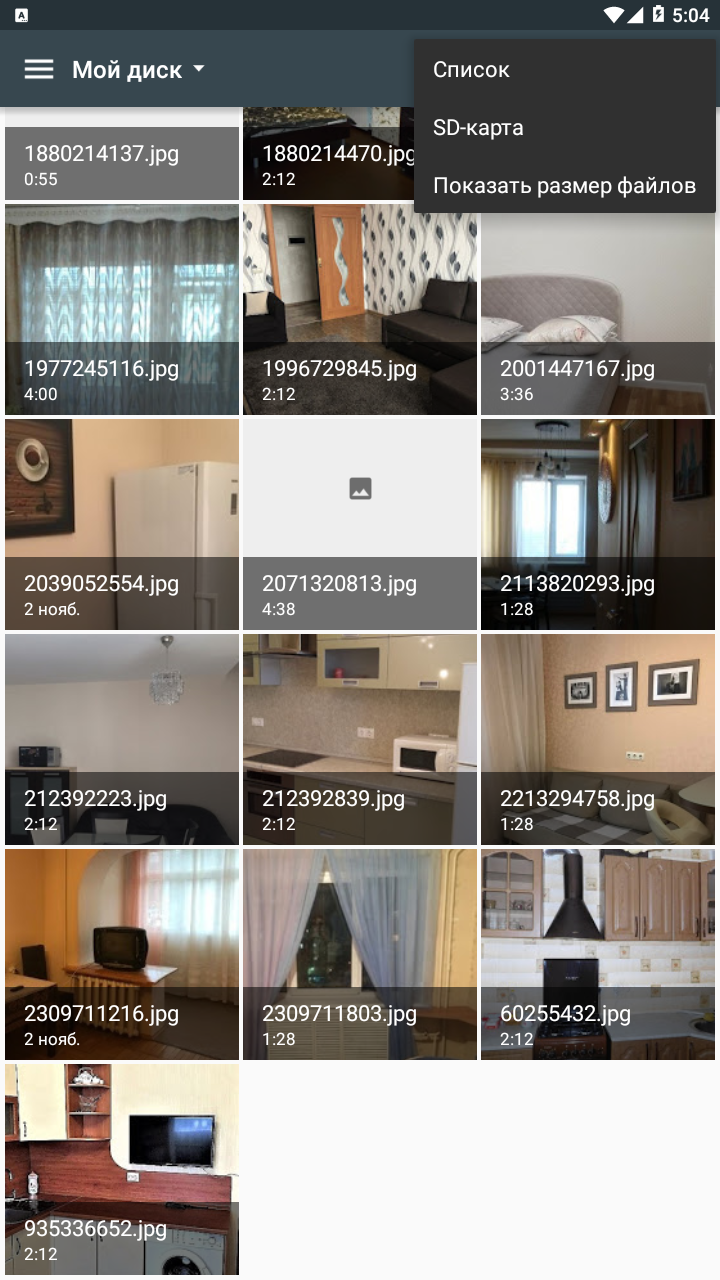 5:04
Мой диск
Список
SD-карта
Показать размер файлов
1880214137.jpg
0:55
1880214470.jpg
2:12
1977245116.jpg
4:00
1996729845.jpg
2:12
2001447167.jpg
3:36
2039052554.jpg
2 нояб.
2071320813.jpg
4:38
2113820293.jpg
1:28
212392223.jpg
2:12
212392839.jpg
2:12
2213294758.jpg
1:28
2309711216.jpg
2 нояб.
2309711803.jpg
1:28
60255432.jpg
2:12
935336652.jpg
2:12